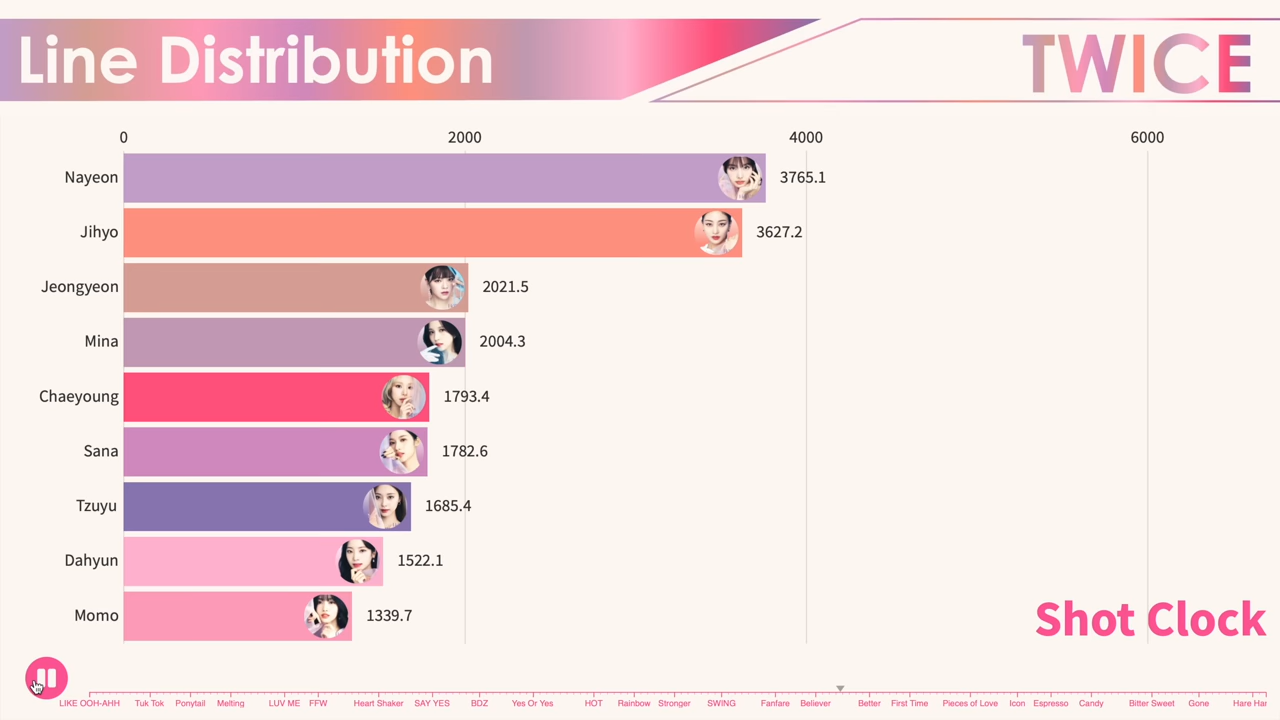 Line Distribution
TWICE
0 2000 4000 6000
Nayeon 3765.1
Jihyo 3627.2
Jeongyeon 2021.5
Mina 2004.3
Chaeyoung 1793.4
Sana 1782.6
Tzuyu 1685.4
Dahyun 1522.1
Momo 1339.7
Shot Clock
LIKE OOH-AHH Tuk Tok Ponytail Melting LUV ME FFW Heart Shaker SAY YES BDZ Yes Or Yes HOT Rainbow Stronger SWING Fanfare Believer Better First Time Pieces of Love Icon Espresso Candy Bitter Sweet Gone Hare Har